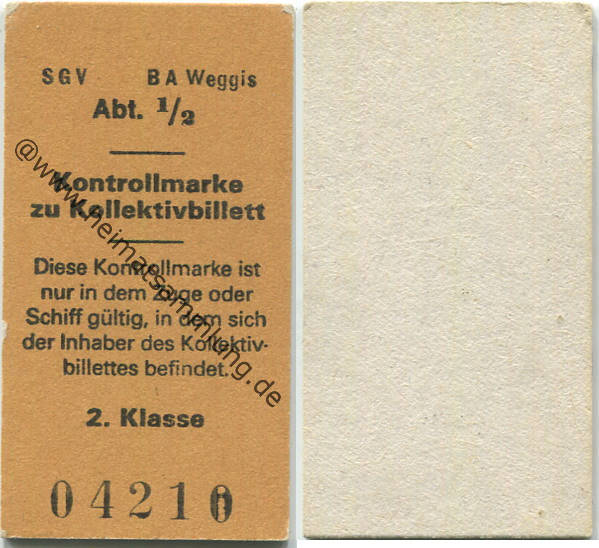 SGV BA Weggis
Abt. 1/2
Kontrollmarke
zu Kollektivbillett
Diese Kontrollmarke ist
nur in dem Zuge oder
Schiff gültig, in dem sich
der Inhaber des Kollektiv-
billettes befindet.
2. Klasse
04210
@www.heimatsammlung.de